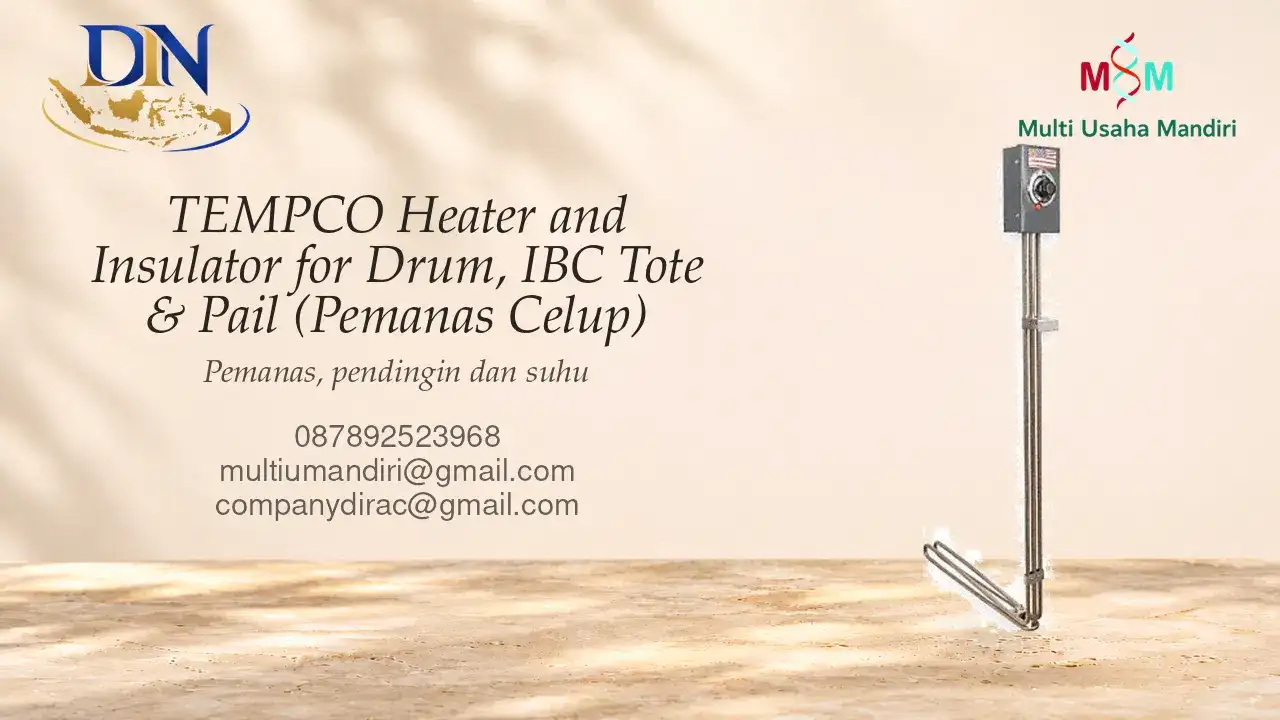 DN
MSM
Multi Usaha Mandiri
TEMPCO Heater and
Insulator for Drum, IBC Tote
& Pail (Pemanas Celup)
Pemanas, pendingin dan suhu
087892523968
multiumandiri@gmail.com
companydirac@gmail.com